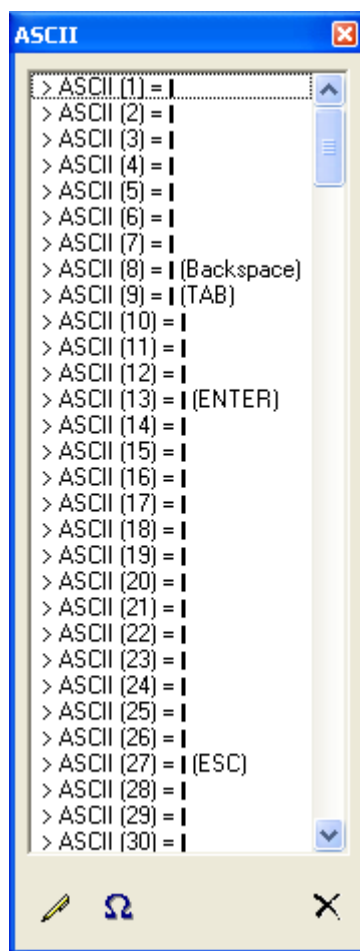 ASCII
> ASCII (1) = ▌
> ASCII (2) = ▌
> ASCII (3) = ▌
> ASCII (4) = ▌
> ASCII (5) = ▌
> ASCII (6) = ▌
> ASCII (7) = ▌
> ASCII (8) = ▌ (Backspace)
> ASCII (9) = ▌ (TAB)
> ASCII (10) = ▌
> ASCII (11) = ▌
> ASCII (12) = ▌
> ASCII (13) = ▌ (ENTER)
> ASCII (14) = ▌
> ASCII (15) = ▌
> ASCII (16) = ▌
> ASCII (17) = ▌
> ASCII (18) = ▌
> ASCII (19) = ▌
> ASCII (20) = ▌
> ASCII (21) = ▌
> ASCII (22) = ▌
> ASCII (23) = ▌
> ASCII (24) = ▌
> ASCII (25) = ▌
> ASCII (26) = ▌
> ASCII (27) = ▌ (ESC)
> ASCII (28) = ▌
> ASCII (29) = ▌
> ASCII (30) = ▌
Ω